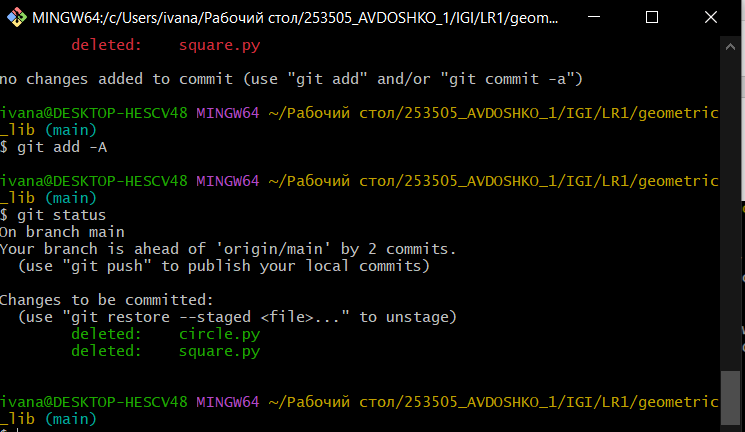 MINGW64:/c/Users/ivana/Рабочий стол/253505_AVDOSHKO_1/IGI/LR1/geom...
deleted:    square.py
no changes added to commit (use "git add" and/or "git commit -a")
ivana@DESKTOP-HESCV48 MINGW64 ~/Рабочий стол/253505_AVDOSHKO_1/IGI/LR1/geometric
_lib (main)
$ git add -A
ivana@DESKTOP-HESCV48 MINGW64 ~/Рабочий стол/253505_AVDOSHKO_1/IGI/LR1/geometric
_lib (main)
$ git status
On branch main
Your branch is ahead of 'origin/main' by 2 commits.
(use "git push" to publish your local commits)
Changes to be committed:
(use "git restore --staged <file>..." to unstage)
deleted:    circle.py
deleted:    square.py
ivana@DESKTOP-HESCV48 MINGW64 ~/Рабочий стол/253505_AVDOSHKO_1/IGI/LR1/geometric
_lib (main)
$